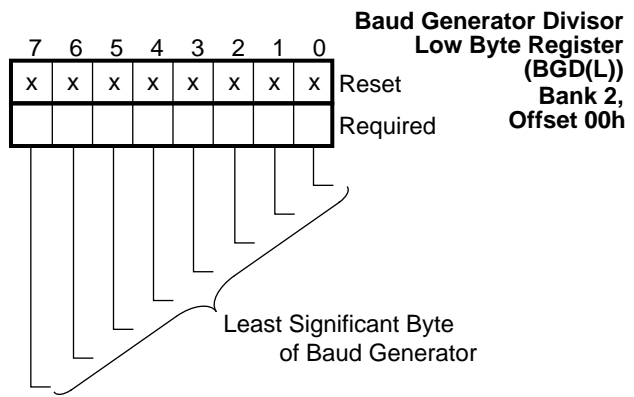 Baud Generator Divisor
Low Byte Register
(BGD(L))
Bank 2,
Offset 00h
7 6 5 4 3 2 1 0
x x x x x x x x Reset
Required
Least Significant Byte
of Baud Generator